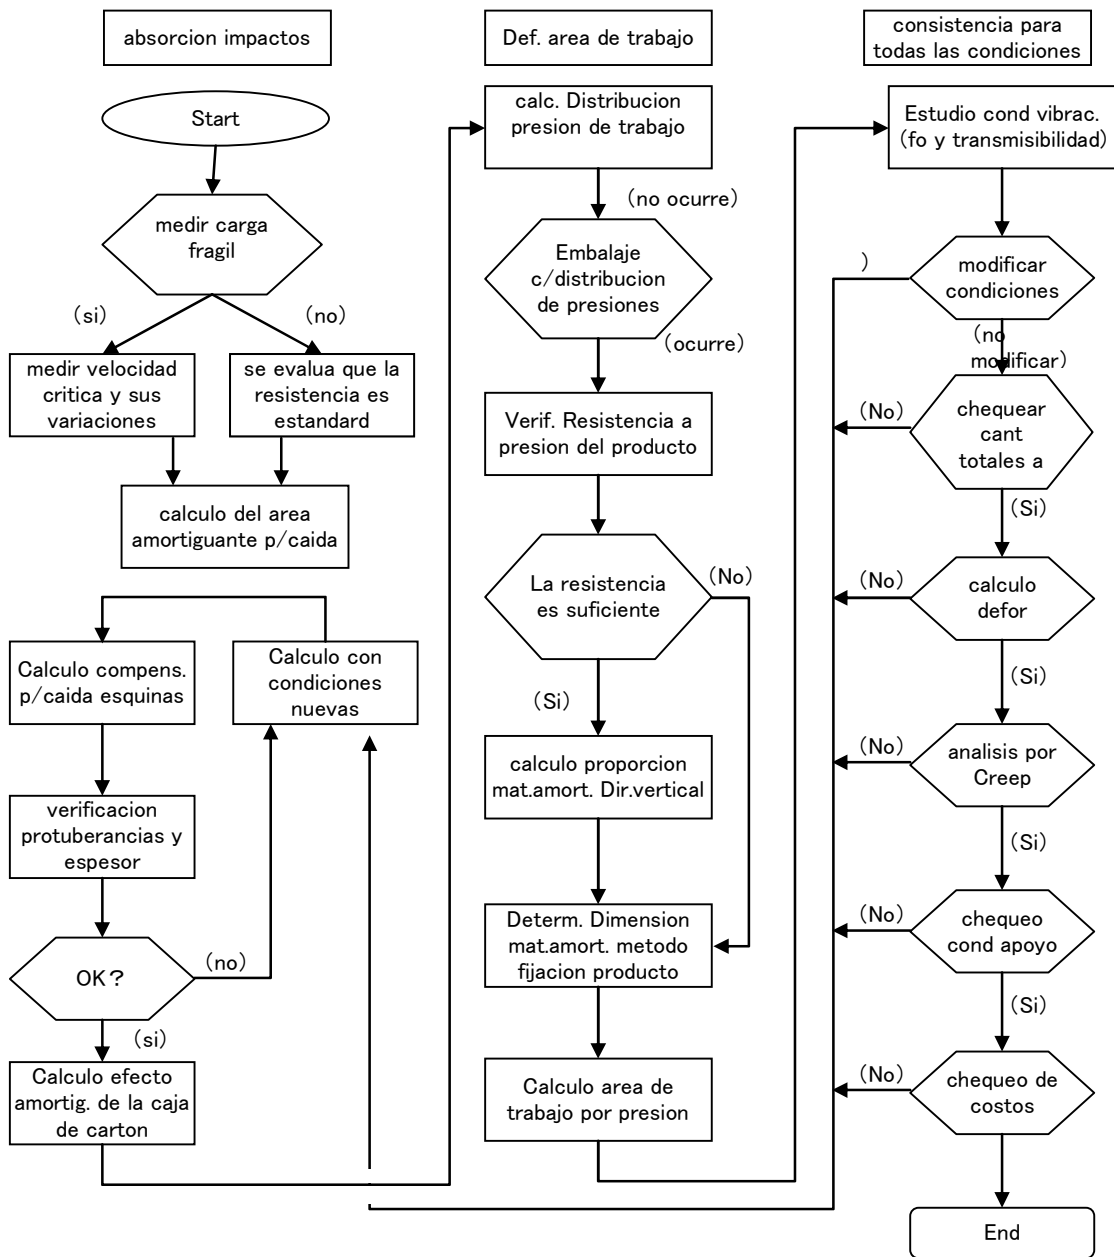 absorcion impactos
Start
medir carga
fragil
(si)
(no)
medir velocidad
critica y sus
variaciones
se evalua que la
resistencia es
estandard
calculo del area
amortiguante p/caida
Calculo compens.
p/caida esquinas
Calculo con
condiciones
nuevas
verificacion
protuberancias y
espesor
OK?
(no)
(si)
Calculo efecto
amortig. de la caja
de carton
Def. area de trabajo
calc. Distribucion
presion de trabajo
(no ocurre)
Embalaje
c/distribucion
de presiones
(ocurre)
Verif. Resistencia a
presion del producto
La resistencia
es suficiente
(No)
(Si)
calculo proporcion
mat.amort. Dir.vertical
Determ. Dimension
mat.amort. metodo
fijacion producto
Calculo area de
trabajo por presion
consistencia para
todas las condiciones
Estudio cond vibrac.
(fo y transmisibilidad)
)
modificar
condiciones
(no
modificar)
(No)
chequear
cant
totales a
(Si)
(No)
calculo
defor
(Si)
(No)
analisis por
Creep
(Si)
(No)
chequeo
cond apoyo
(Si)
(No)
chequeo de
costos
End